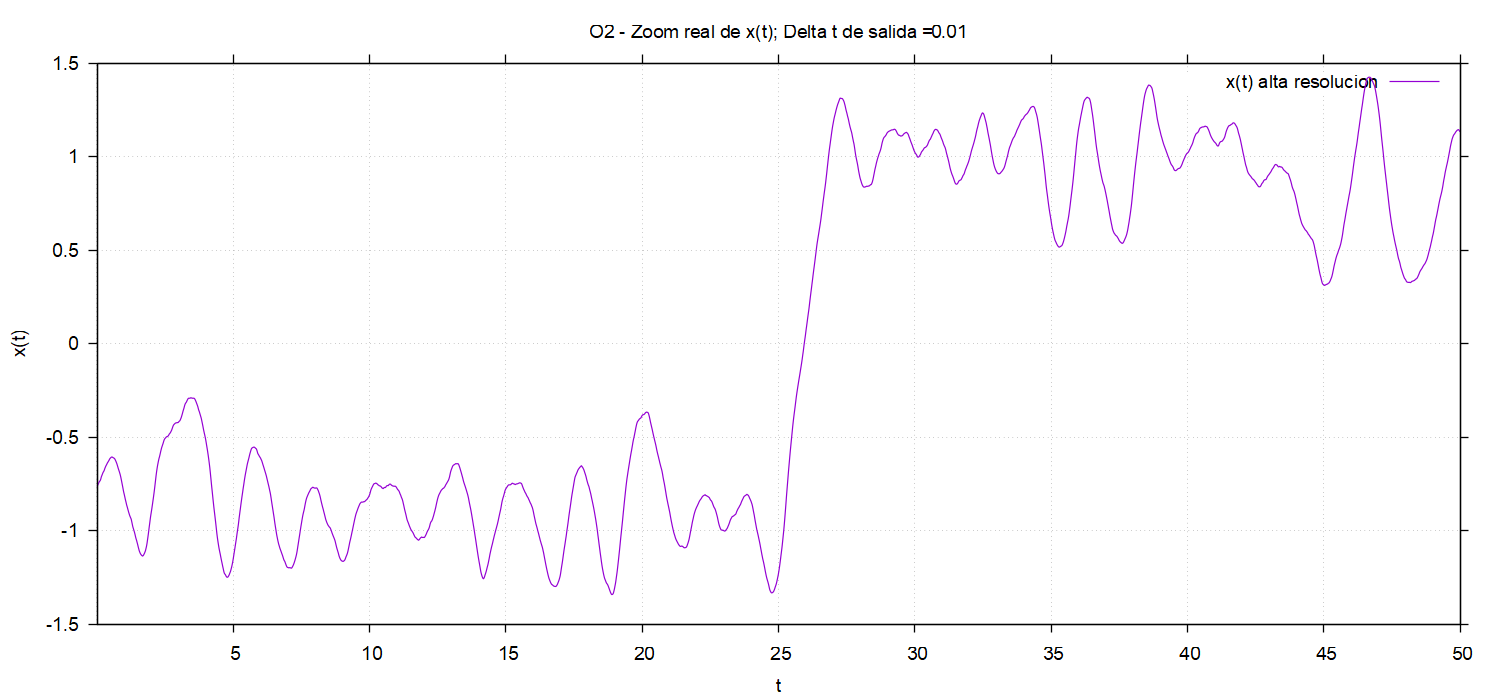 O2 - Zoom real de x(t); Delta t de salida =0.01
x(t) alta resolucion
1.5
1
0.5
0
-0.5
-1
-1.5
x(t)
5 10 15 20 25 30 35 40 45 50
t